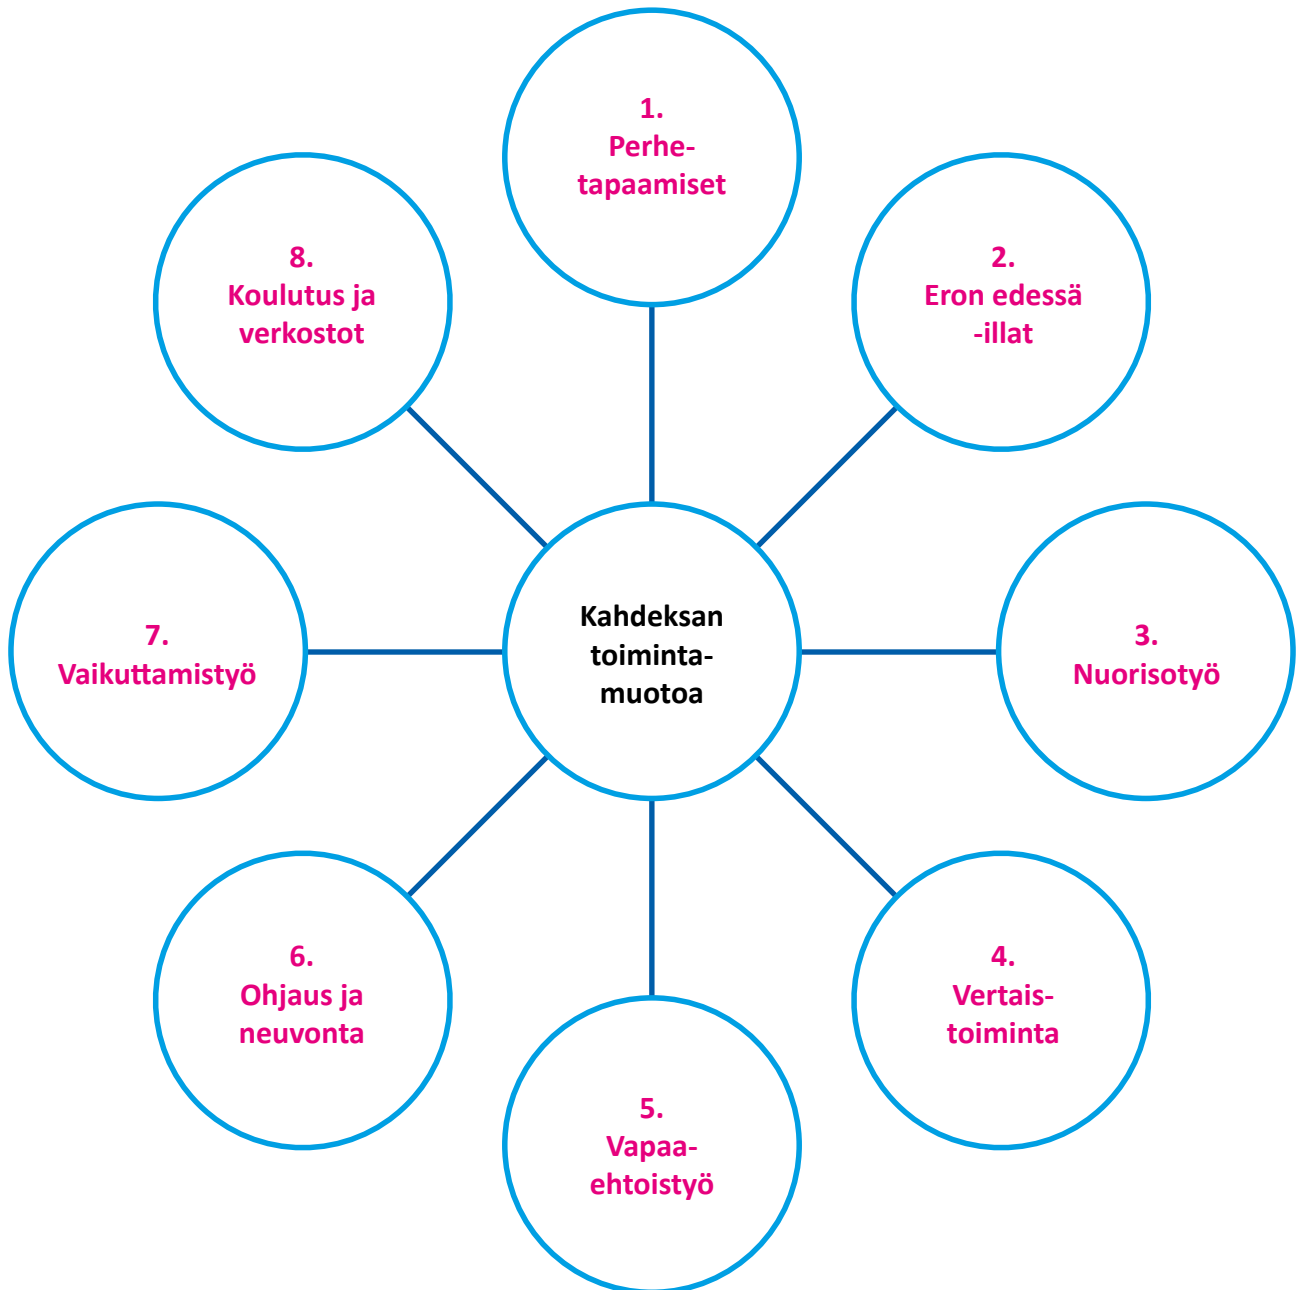 1.
Perhe-
tapaamiset
2.
Eron edessä
-illat
3.
Nuorisotyö
4.
Vertais-
toiminta
5.
Vapaa-
ehtoistyö
6.
Ohjaus ja
neuvonta
7.
Vaikuttamistyö
8.
Koulutus ja
verkostot
Kahdeksan
toiminta-
muotoa